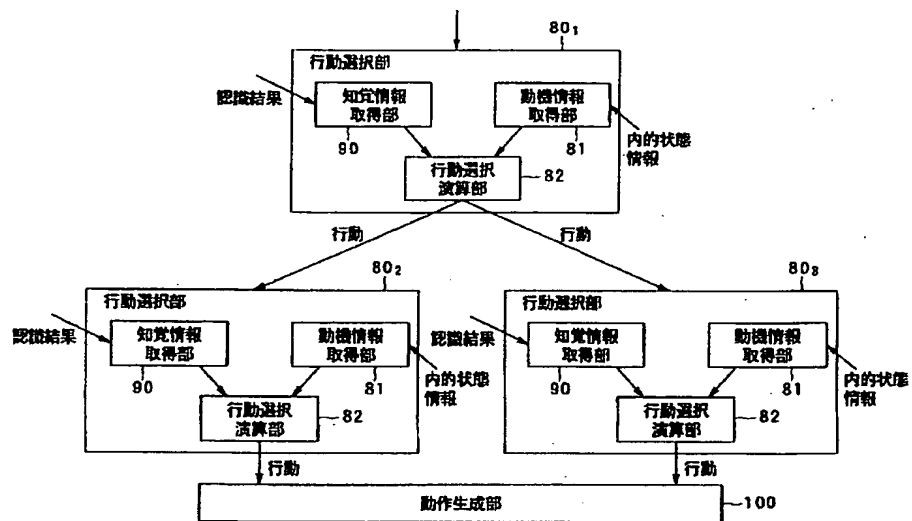 80₁
行動選択部
認識結果
知覚情報
取得部
動機情報
取得部
90
81
内的状態
情報
行動選択
演算部
82
行動
行動
80₂
80₃
行動選択部
認識結果
知覚情報
取得部
動機情報
取得部
90
81
内的状態
情報
行動選択
演算部
82
行動
行動選択部
認識結果
知覚情報
取得部
動機情報
取得部
90
81
内的状態
情報
行動選択
演算部
82
行動
動作生成部
100